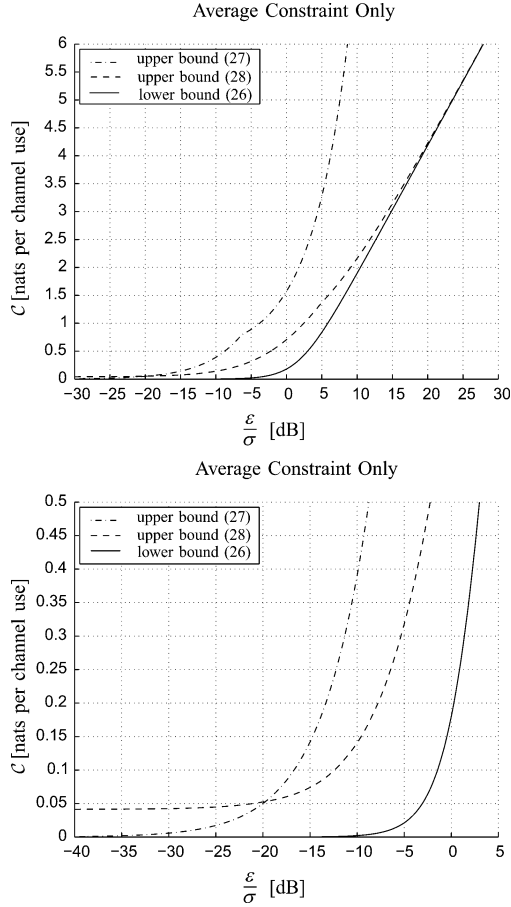 Average Constraint Only
6
5.5
5
4.5
4
3.5
3
2.5
2
1.5
1
0.5
0
upper bound (27)
upper bound (28)
lower bound (26)
C [nats per channel use]
−30 −25 −20 −15 −10 −5 0 5 10 15 20 25 30
ε/σ [dB]
Average Constraint Only
0.5
0.45
0.4
0.35
0.3
0.25
0.2
0.15
0.1
0.05
0
upper bound (27)
upper bound (28)
lower bound (26)
C [nats per channel use]
−40 −35 −30 −25 −20 −15 −10 −5 0 5
ε/σ [dB]